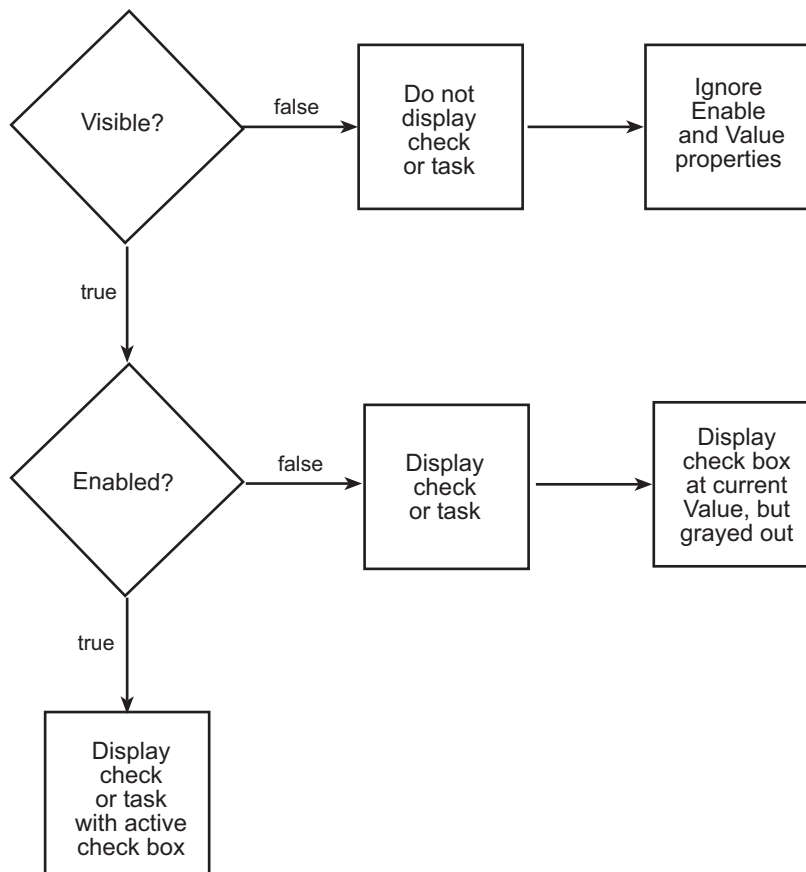 Visible?
false
Do not
display
check
or task
Ignore
Enable
and Value
properties
true
Enabled?
false
Display
check
or task
Display
check box
at current
Value, but
grayed out
true
Display
check
or task
with active
check box